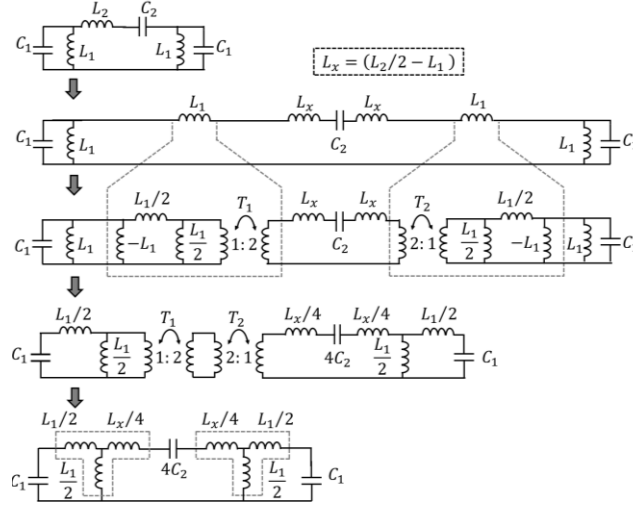 L₂ C₂
C₁ L₁ L₁ C₁
Lₓ = (L₂/2 − L₁)
L₁ Lₓ Lₓ L₁
C₁ L₁ C₂ L₁ C₁
L₁/2 T₁ Lₓ Lₓ T₂ L₁/2
C₁ L₁ −L₁ L₁/2 1:2 C₂ 2:1 L₁/2 −L₁ L₁ C₁
L₁/2 T₁ T₂ Lₓ/4 Lₓ/4 L₁/2
C₁ L₁/2 1:2 2:1 4C₂ L₁/2 C₁
L₁/2 Lₓ/4 Lₓ/4 L₁/2
C₁ L₁/2 4C₂ L₁/2 C₁